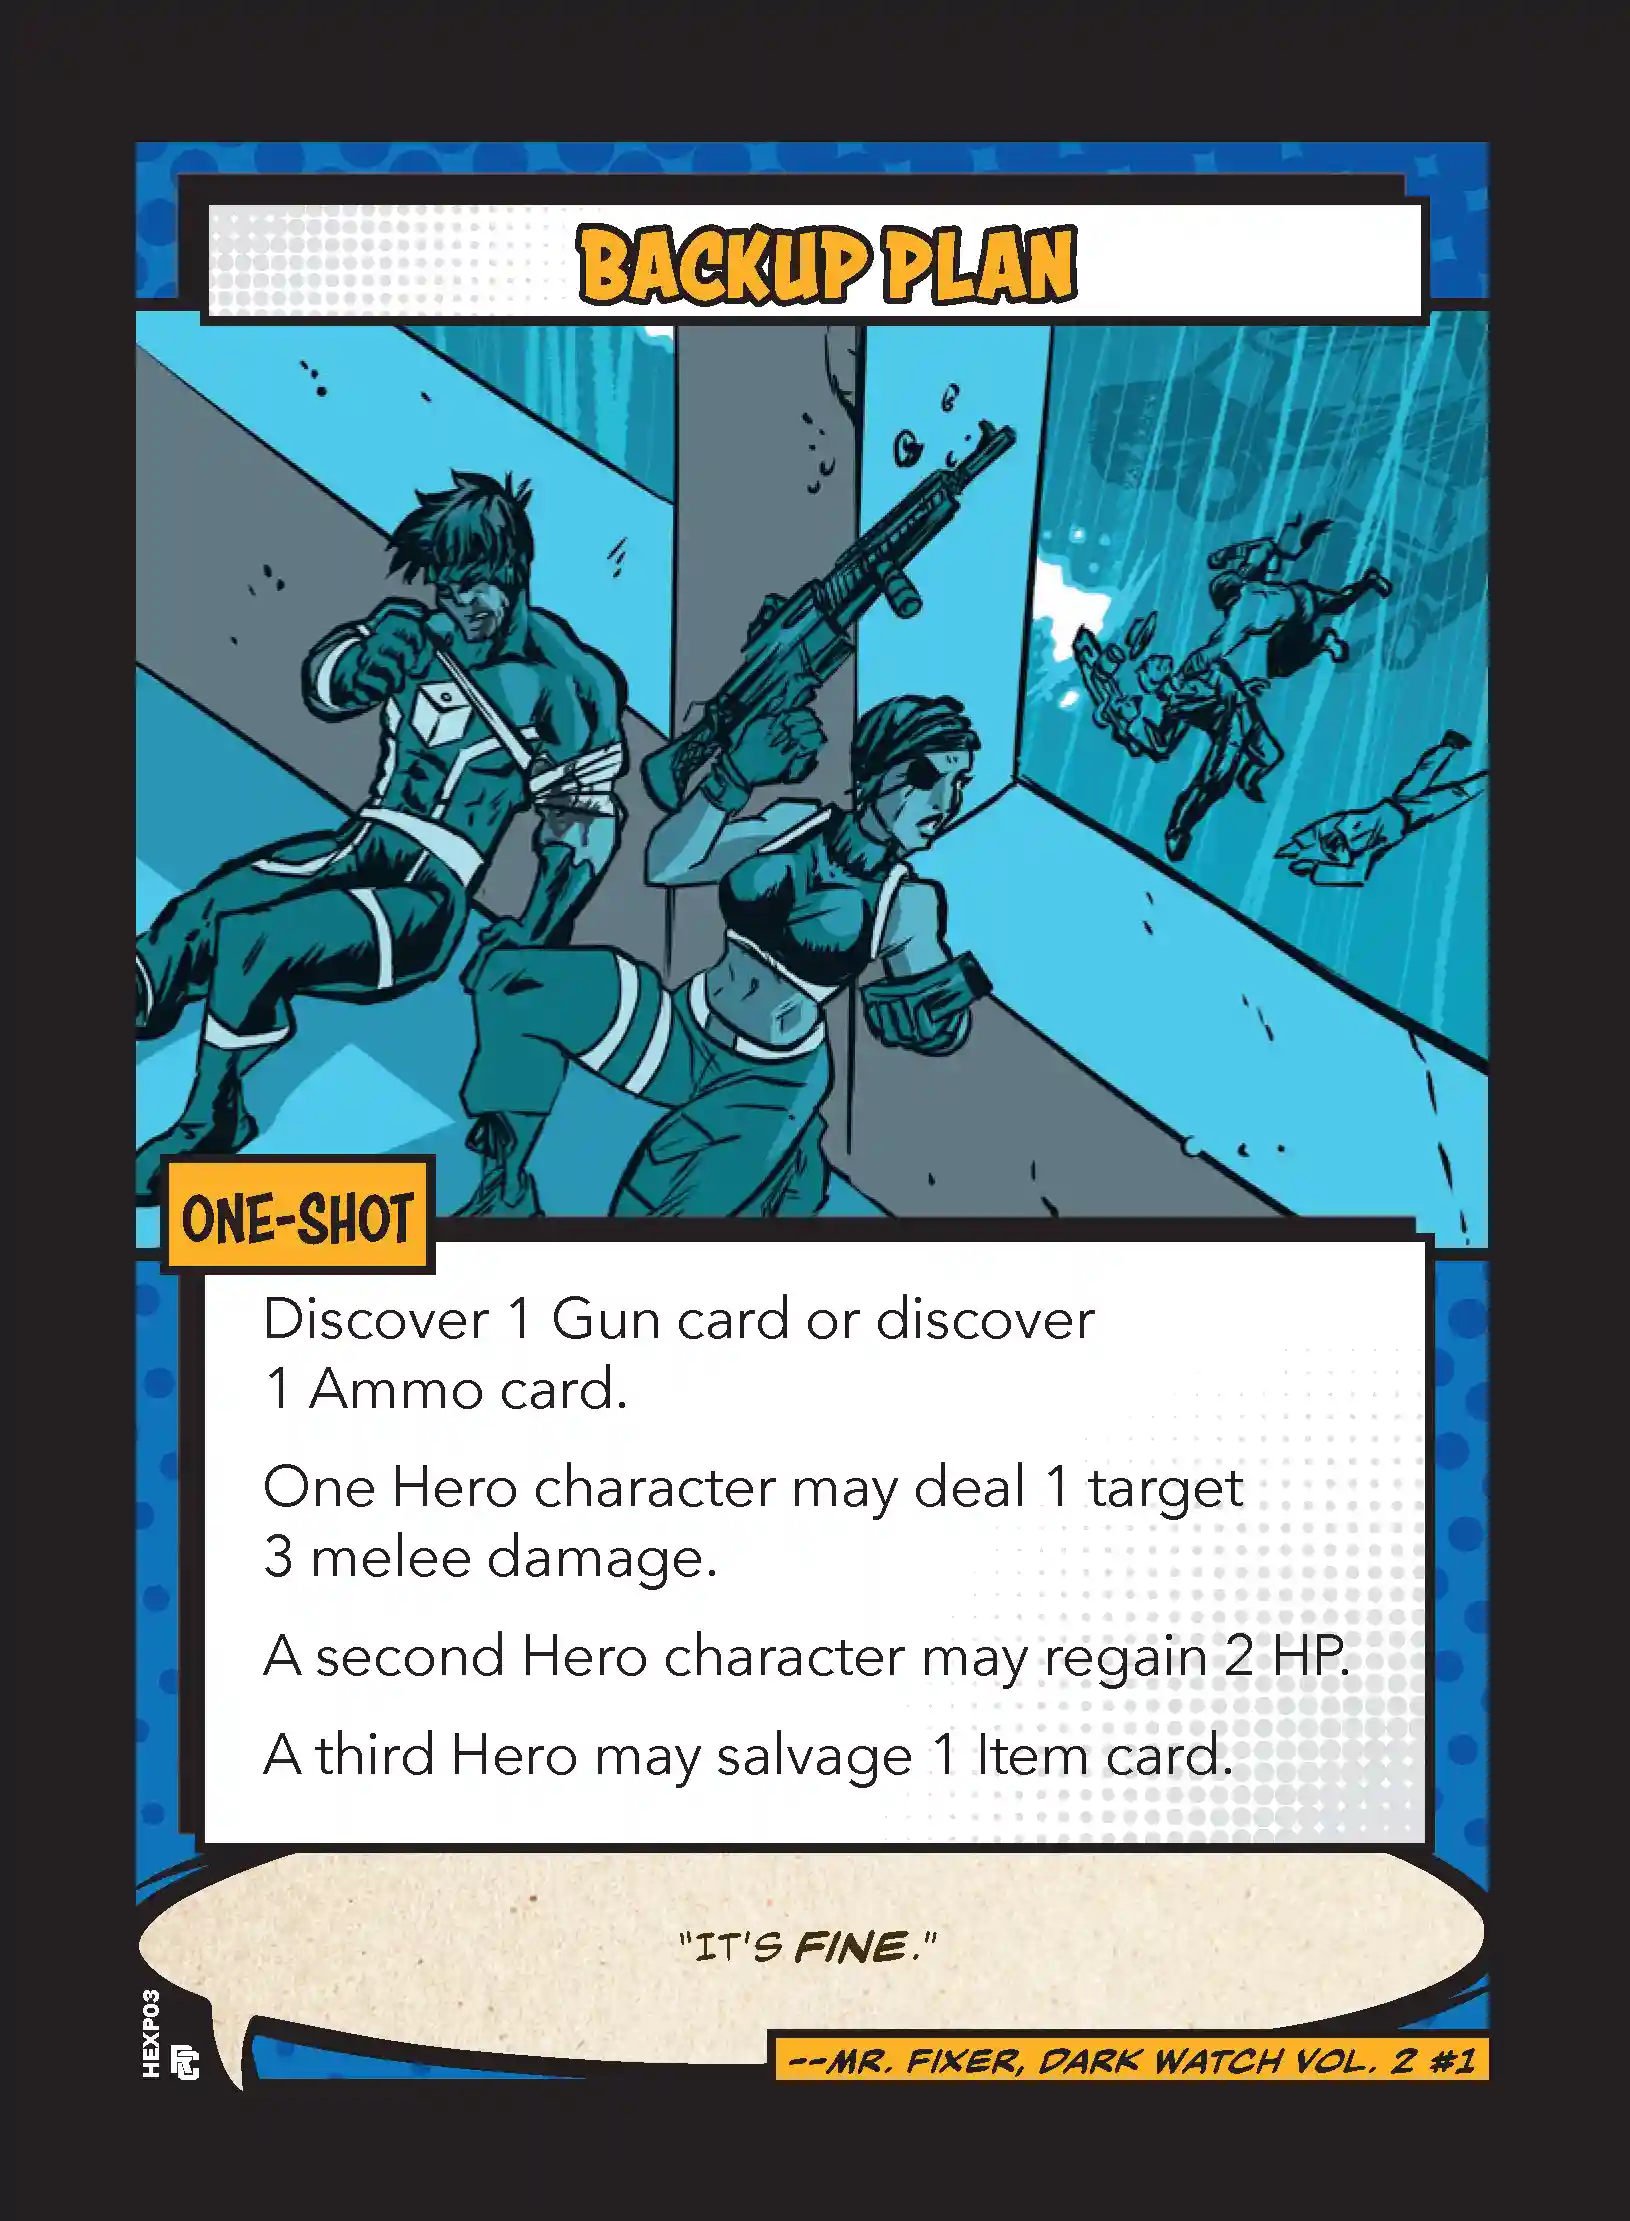 BACKUP PLAN
ONE-SHOT
Discover 1 Gun card or discover
1 Ammo card.
One Hero character may deal 1 target
3 melee damage.
A second Hero character may regain 2 HP.
A third Hero may salvage 1 Item card.
"IT'S FINE."
--MR. FIXER, DARK WATCH VOL. 2 #1
HEXP03